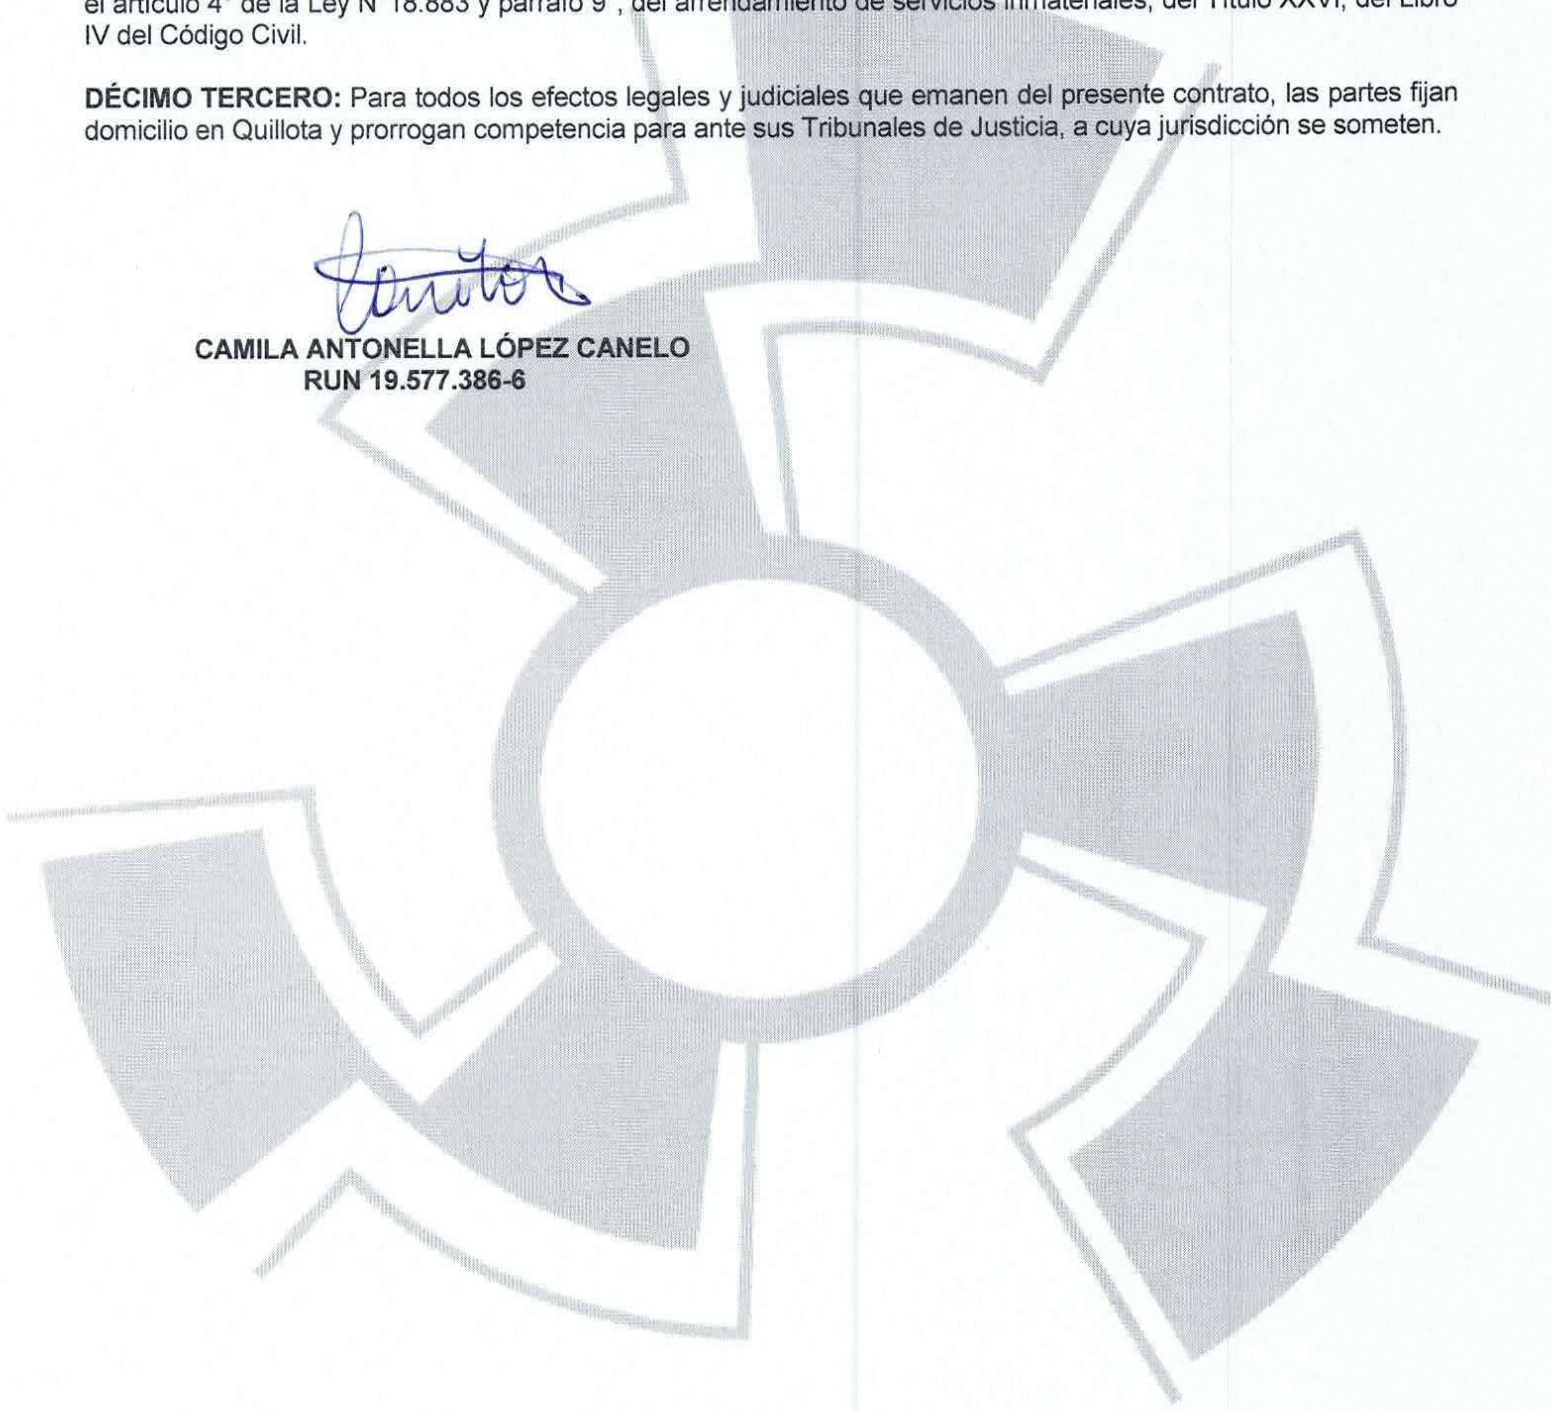 el artículo 4° de la Ley N° 18.883 y párrafo 9°, del arrendamiento de servicios inmateriales, del Título XXVI, del Libro
IV del Código Civil.
DÉCIMO TERCERO: Para todos los efectos legales y judiciales que emanen del presente contrato, las partes fijan
domicilio en Quillota y prorrogan competencia para ante sus Tribunales de Justicia, a cuya jurisdicción se someten.
CAMILA ANTONELLA LÓPEZ CANELO
RUN 19.577.386-6